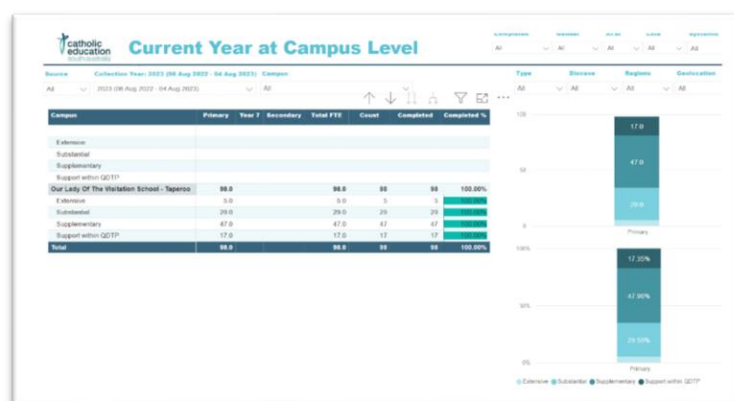 catholic
education
south australia
Current Year at Campus Level
All All All All All
Source Collection Year: 2023 (06 Aug 2022 - 04 Aug 2023) Campus
All 2023 (06 Aug 2022 - 04 Aug 2023) All
Type Diocese Regions Geolocation
All All All All
Campus Primary Year 7 Secondary Total FTE Count Completed Completed %
Extensive
Substantial
Supplementary
Support within QDTP
Our Lady Of The Visitation School - Taperoo 98.0 98.0 98 98 100.00%
Extensive 5.0 5.0 5 5 100.00%
Substantial 29.0 29.0 29 29 100.00%
Supplementary 47.0 47.0 47 47 100.00%
Support within QDTP 17.0 17.0 17 17 100.00%
Total 98.0 98.0 98 98 100.00%
100
17.0
50
47.0
29.0
0
Primary
100%
17.35%
50%
47.96%
29.59%
0%
Primary
Extensive Substantial Supplementary Support within QDTP